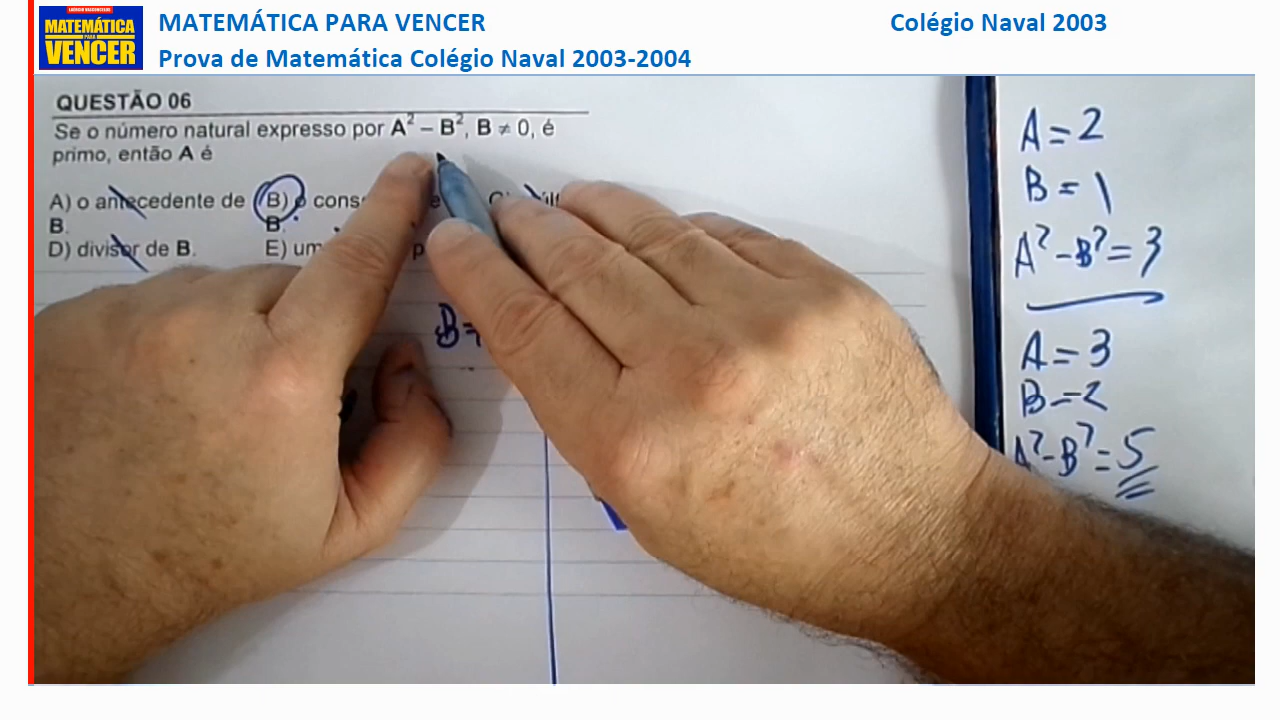 MATEMÁTICA
PARA
VENCER
MATEMÁTICA PARA VENCER
Colégio Naval 2003
Prova de Matemática Colégio Naval 2003-2004
QUESTÃO 06
Se o número natural expresso por A² – B², B ≠ 0, é
primo, então A é
A) o antecedente de
B.
B)
B.
D) divisor de B.
E) um
B=
A=2
B=1
A²-B²=3
A=3
B=2
A²-B²=5